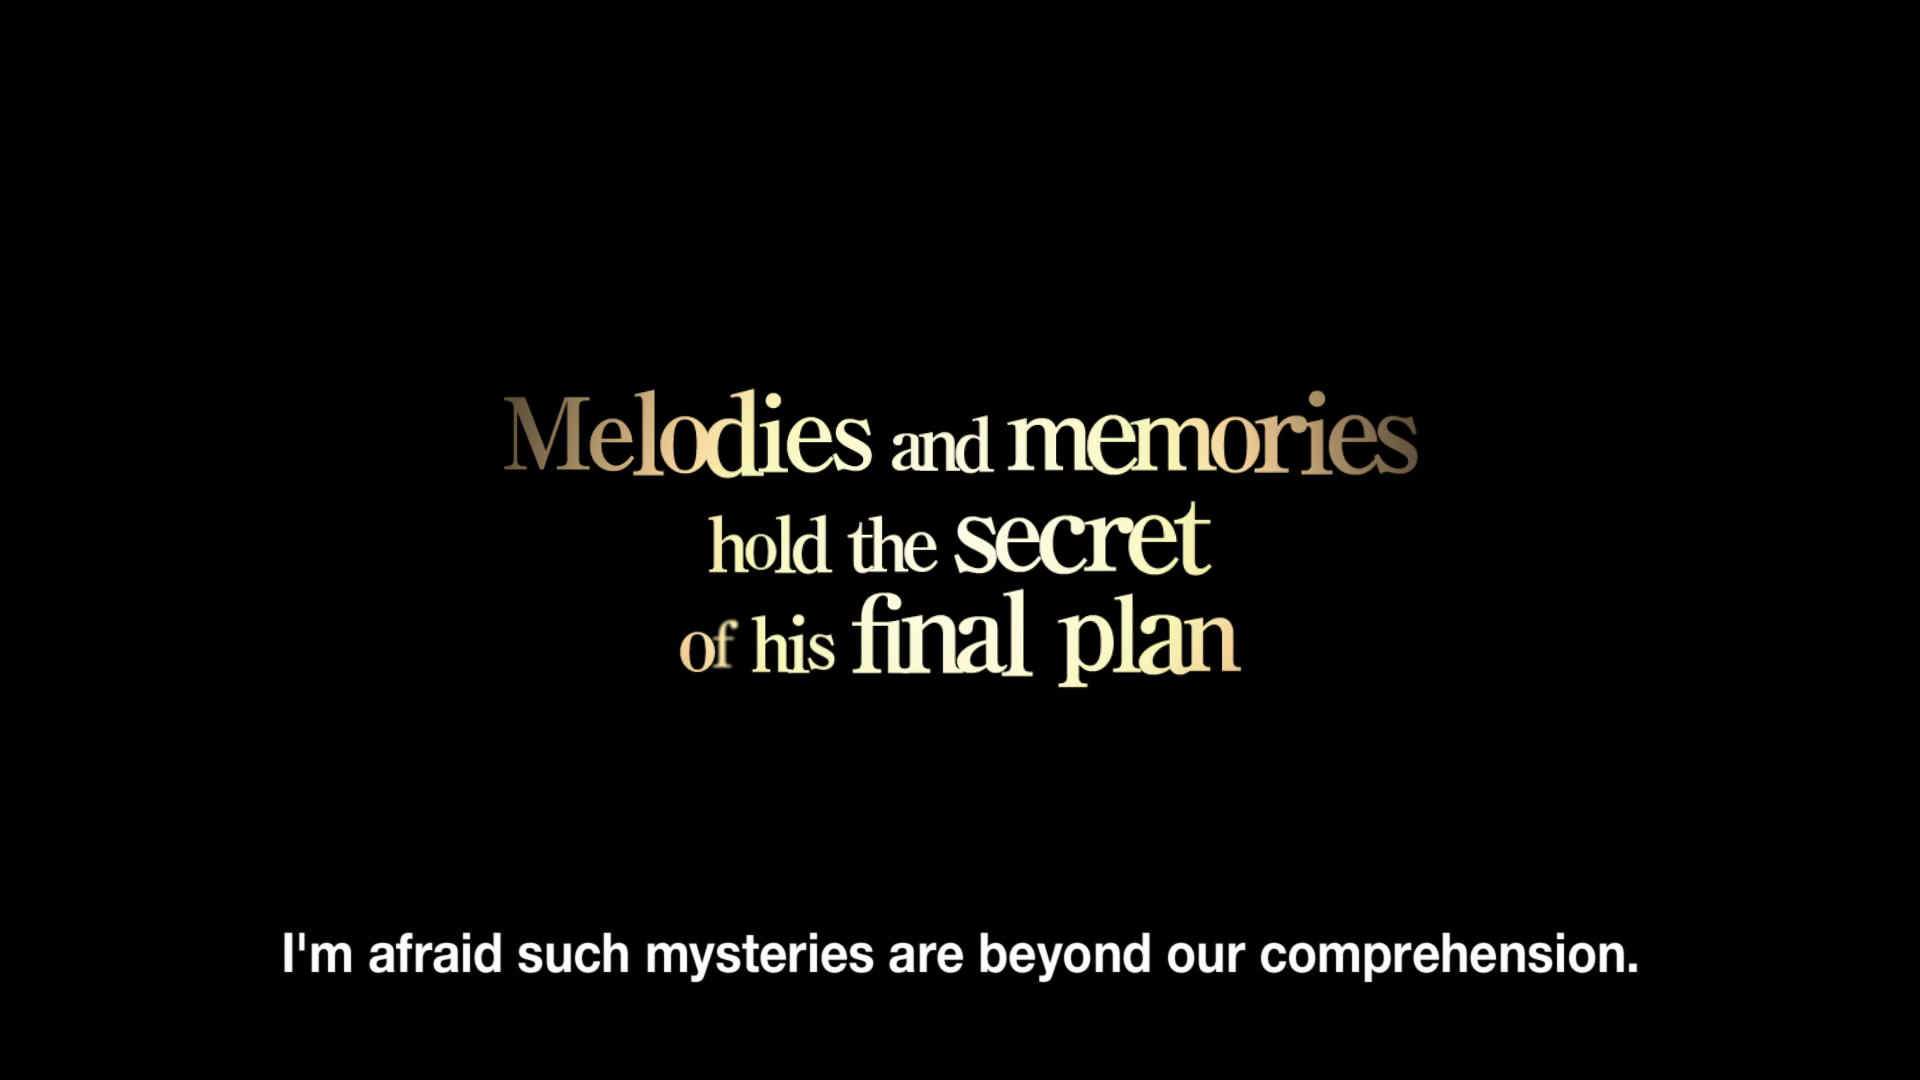 Melodies and memories
hold the secret
of his final plan
I'm afraid such mysteries are beyond our comprehension.